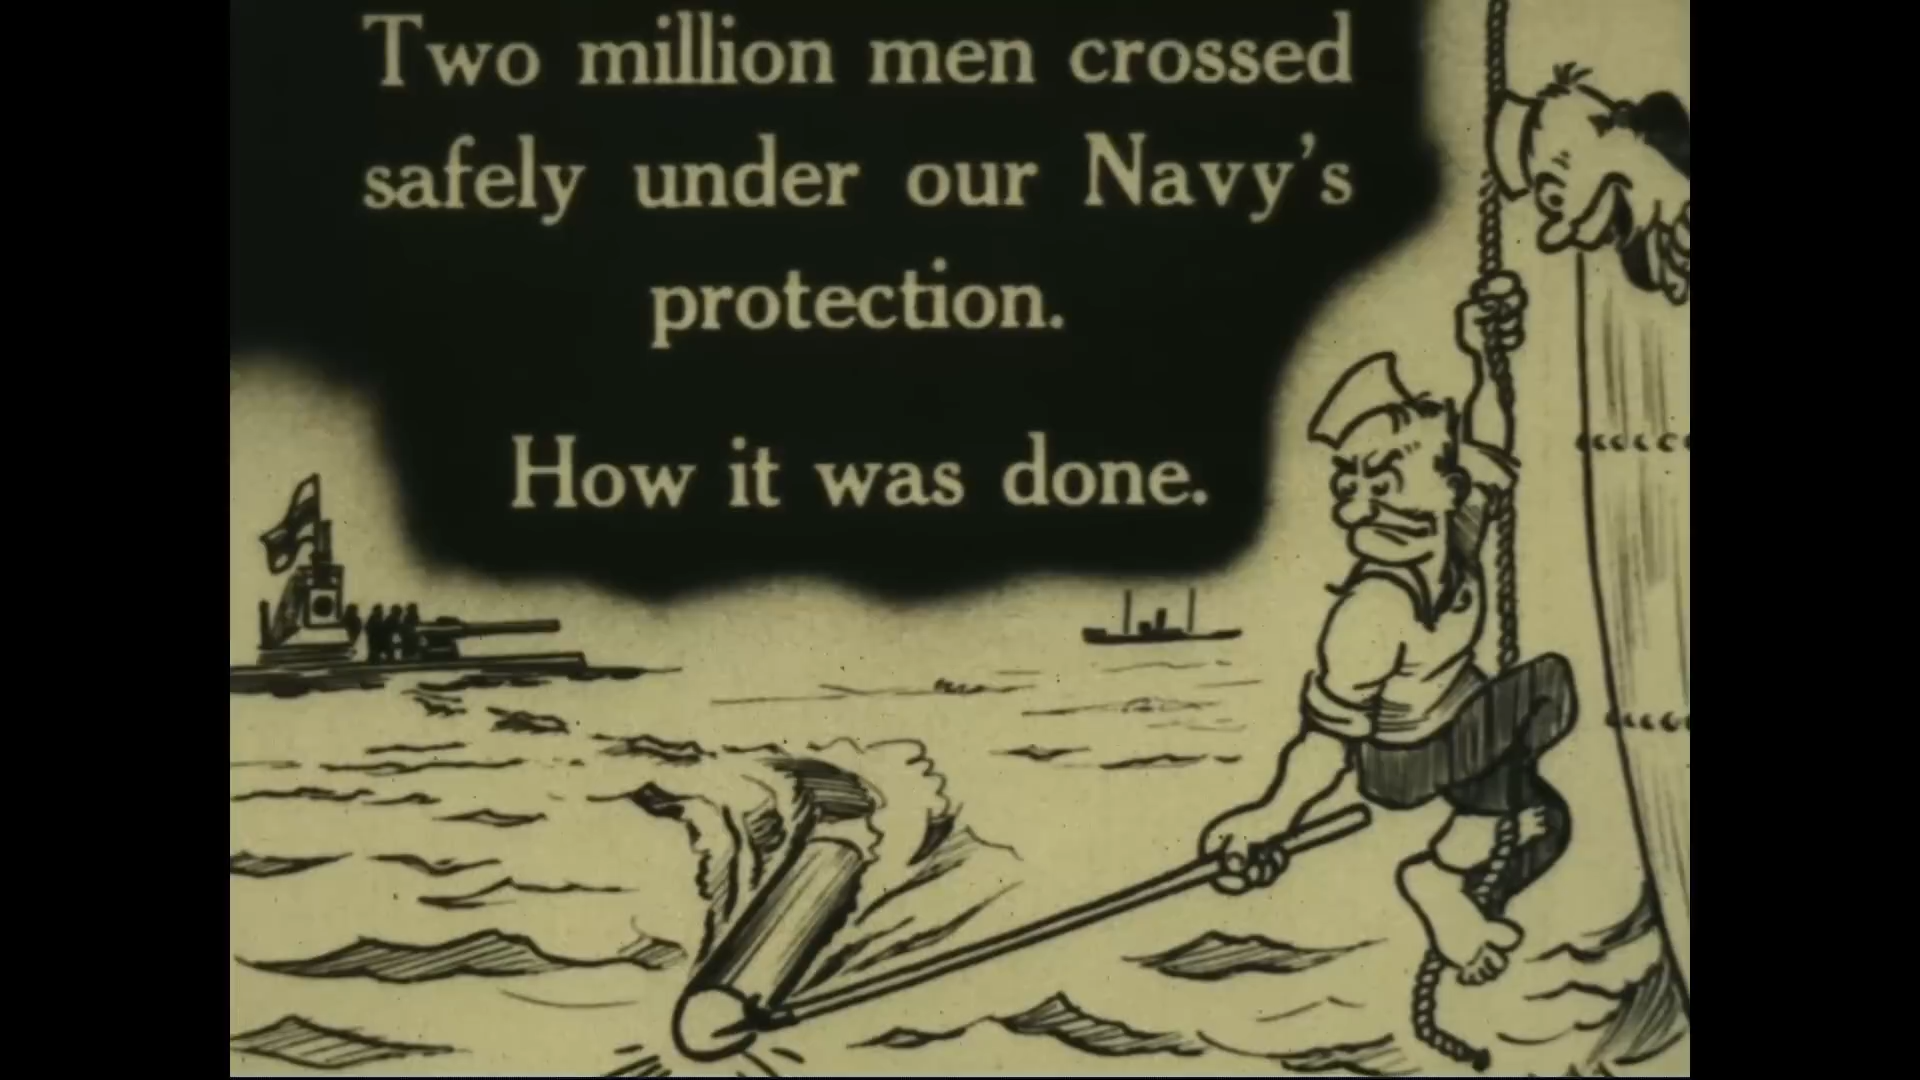 Two million men crossed
safely under our Navy's
protection.
How it was done.